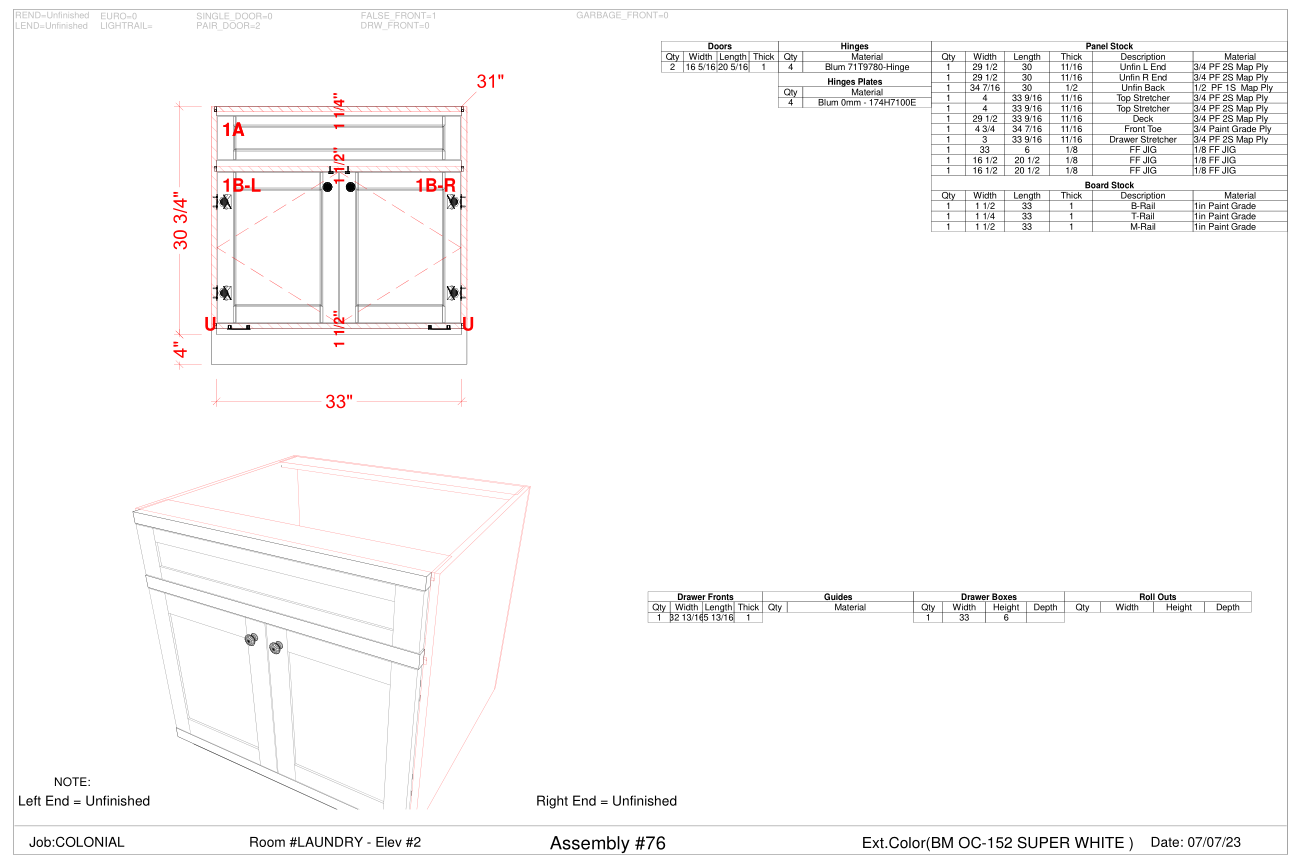 REND=Unfinished EURO=0 SINGLE_DOOR=0 FALSE_FRONT=1 GARBAGE_FRONT=0
LEND=Unfinished LIGHTRAIL= PAIR_DOOR=2 DRW_FRONT=0
Doors
Qty Width Length Thick
2 16 5/16 20 5/16 1
Hinges
Qty Material
4 Blum 71T9780-Hinge
Hinges Plates
Qty Material
4 Blum 0mm - 174H7100E
Panel Stock
Qty Width Length Thick Description Material
1 29 1/2 30 11/16 Unfin L End 3/4 PF 2S Map Ply
1 29 1/2 30 11/16 Unfin R End 3/4 PF 2S Map Ply
1 34 7/16 30 1/2 Unfin Back 1/2 PF 1S Map Ply
1 4 33 9/16 11/16 Top Stretcher 3/4 PF 2S Map Ply
1 4 33 9/16 11/16 Top Stretcher 3/4 PF 2S Map Ply
1 29 1/2 33 9/16 11/16 Deck 3/4 PF 2S Map Ply
1 4 3/4 34 7/16 11/16 Front Toe 3/4 Paint Grade Ply
1 3 33 9/16 11/16 Drawer Stretcher 3/4 PF 2S Map Ply
1 33 6 1/8 FF JIG 1/8 FF JIG
1 16 1/2 20 1/2 1/8 FF JIG 1/8 FF JIG
1 16 1/2 20 1/2 1/8 FF JIG 1/8 FF JIG
Board Stock
Qty Width Length Thick Description Material
1 1 1/2 33 1 B-Rail 1in Paint Grade
1 1 1/4 33 1 T-Rail 1in Paint Grade
1 1 1/2 33 1 M-Rail 1in Paint Grade
31"
1 1/4"
1A
1 1/2"
1B-L 1B-R
30 3/4"
U U
1 1/2"
4"
33"
Drawer Fronts
Qty Width Length Thick
1 32 13/16 5 13/16 1
Guides
Qty Material
Drawer Boxes
Qty Width Height Depth
1 33 6
Roll Outs
Qty Width Height Depth
NOTE:
Left End = Unfinished Right End = Unfinished
Job:COLONIAL Room #LAUNDRY - Elev #2 Assembly #76 Ext.Color(BM OC-152 SUPER WHITE ) Date: 07/07/23